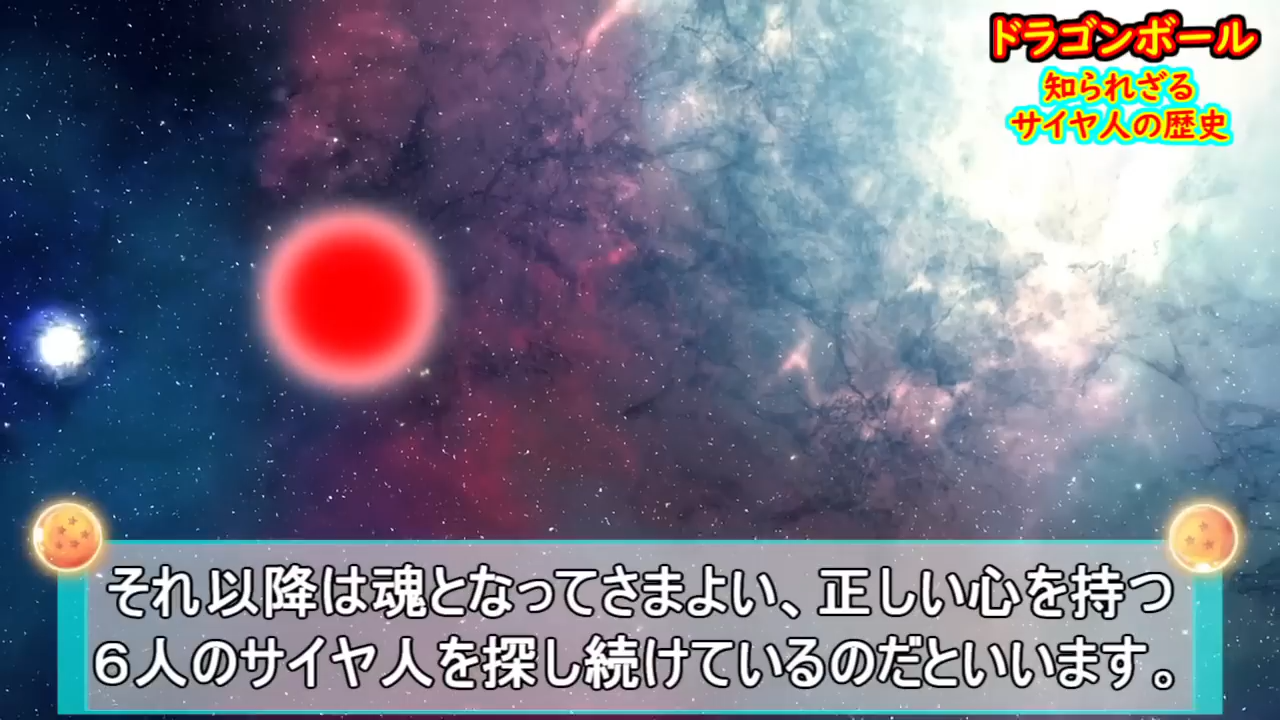 ドラゴンボール
知られざる
サイヤ人の歴史
それ以降は魂となってさまよい、正しい心を持つ
６人のサイヤ人を探し続けているのだといいます。